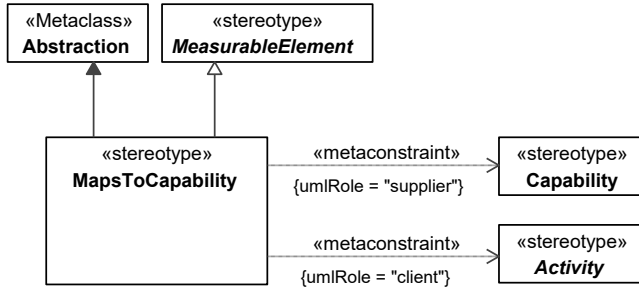 «Metaclass»
Abstraction
«stereotype»
MeasurableElement
«stereotype»
MapsToCapability
«metaconstraint»
{umlRole = "supplier"}
«stereotype»
Capability
«metaconstraint»
{umlRole = "client"}
«stereotype»
Activity